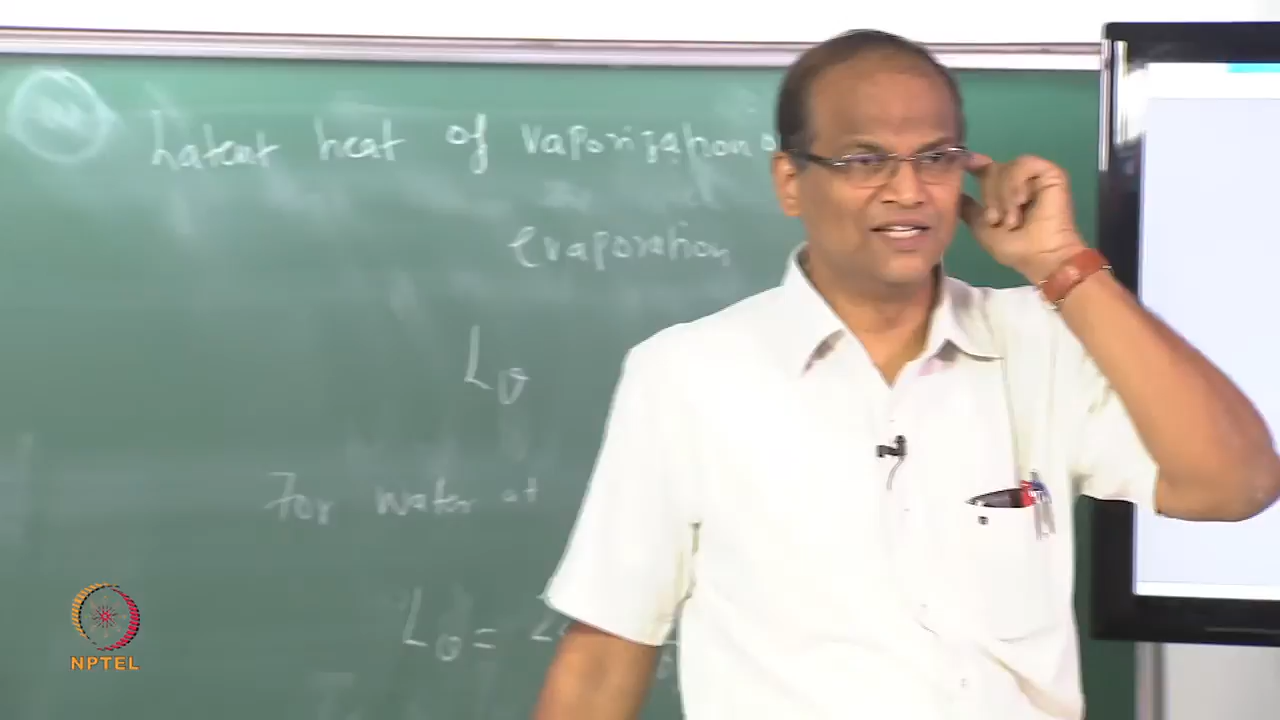 Latent heat of vaporization
evaporation
Lv
For water at
Lv =
NPTEL